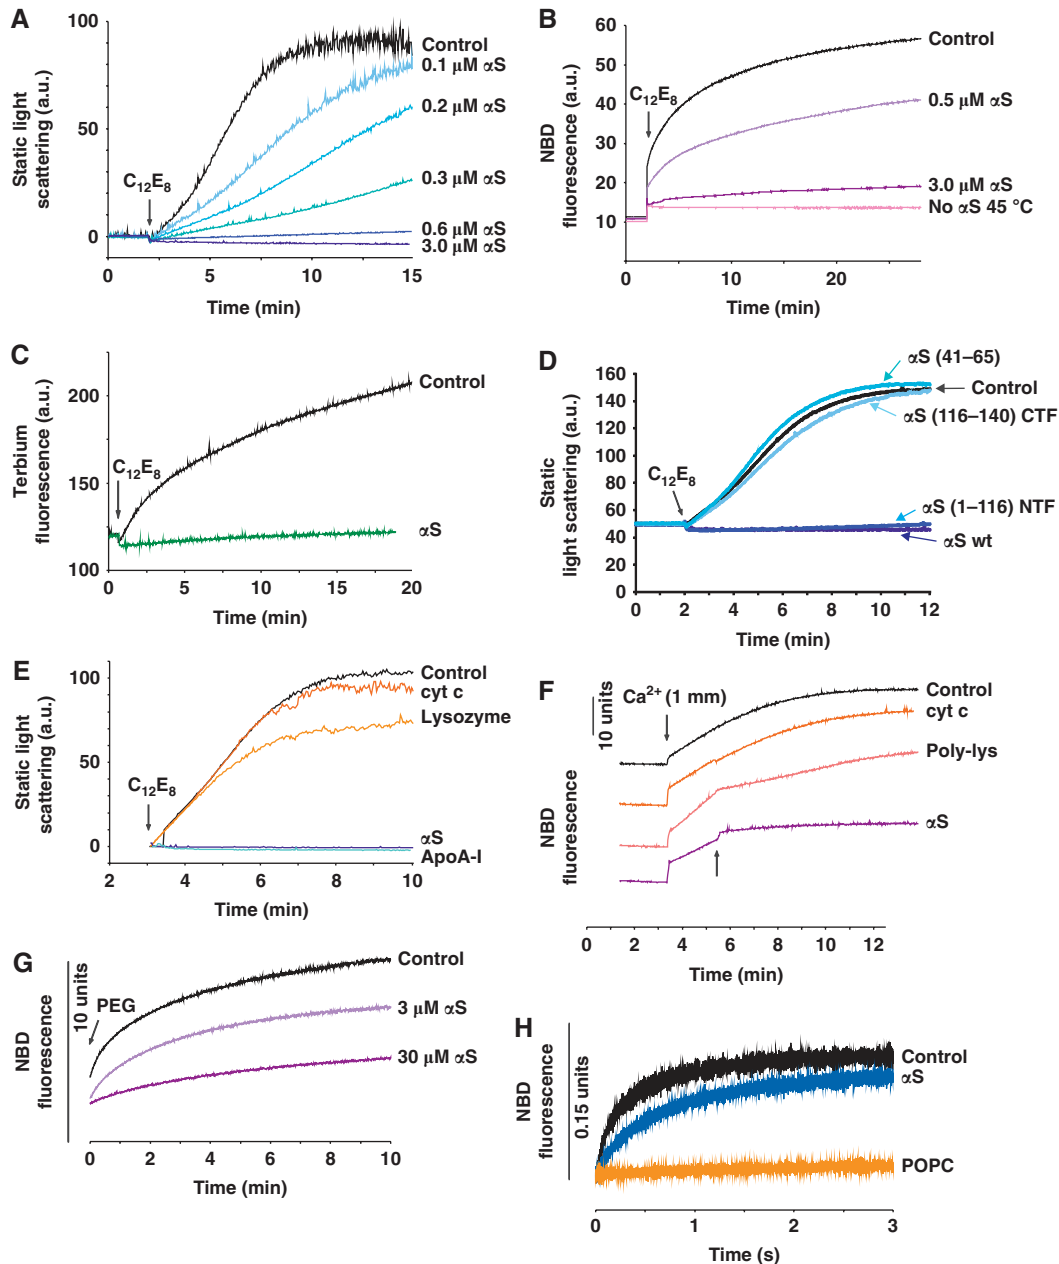 A
Static light
scattering (a.u.)
100
50
0
C12E8
Control
0.1 μM αS
0.2 μM αS
0.3 μM αS
0.6 μM αS
3.0 μM αS
0 5 10 15
Time (min)
B
NBD
fluorescence (a.u.)
60
50
40
30
20
10
C12E8
Control
0.5 μM αS
3.0 μM αS
No αS 45 °C
0 10 20
Time (min)
C
Terbium
fluorescence (a.u.)
200
100
C12E8
Control
αS
0 5 10 15 20
Time (min)
D
Static
light scattering (a.u.)
160
140
120
100
80
60
40
20
0
C12E8
αS (41–65)
Control
αS (116–140) CTF
αS (1–116) NTF
αS wt
0 2 4 6 8 10 12
Time (min)
E
Static light
scattering (a.u.)
100
50
0
C12E8
Control
cyt c
Lysozyme
αS
ApoA-I
2 4 6 8 10
Time (min)
F
NBD
fluorescence
10 units
Ca2+ (1 mm)
Control
cyt c
Poly-lys
αS
0 2 4 6 8 10 12
Time (min)
G
NBD
fluorescence
10 units
PEG
Control
3 μM αS
30 μM αS
0 2 4 6 8 10
Time (min)
H
NBD
fluorescence
0.15 units
Control
αS
POPC
0 1 2 3
Time (s)